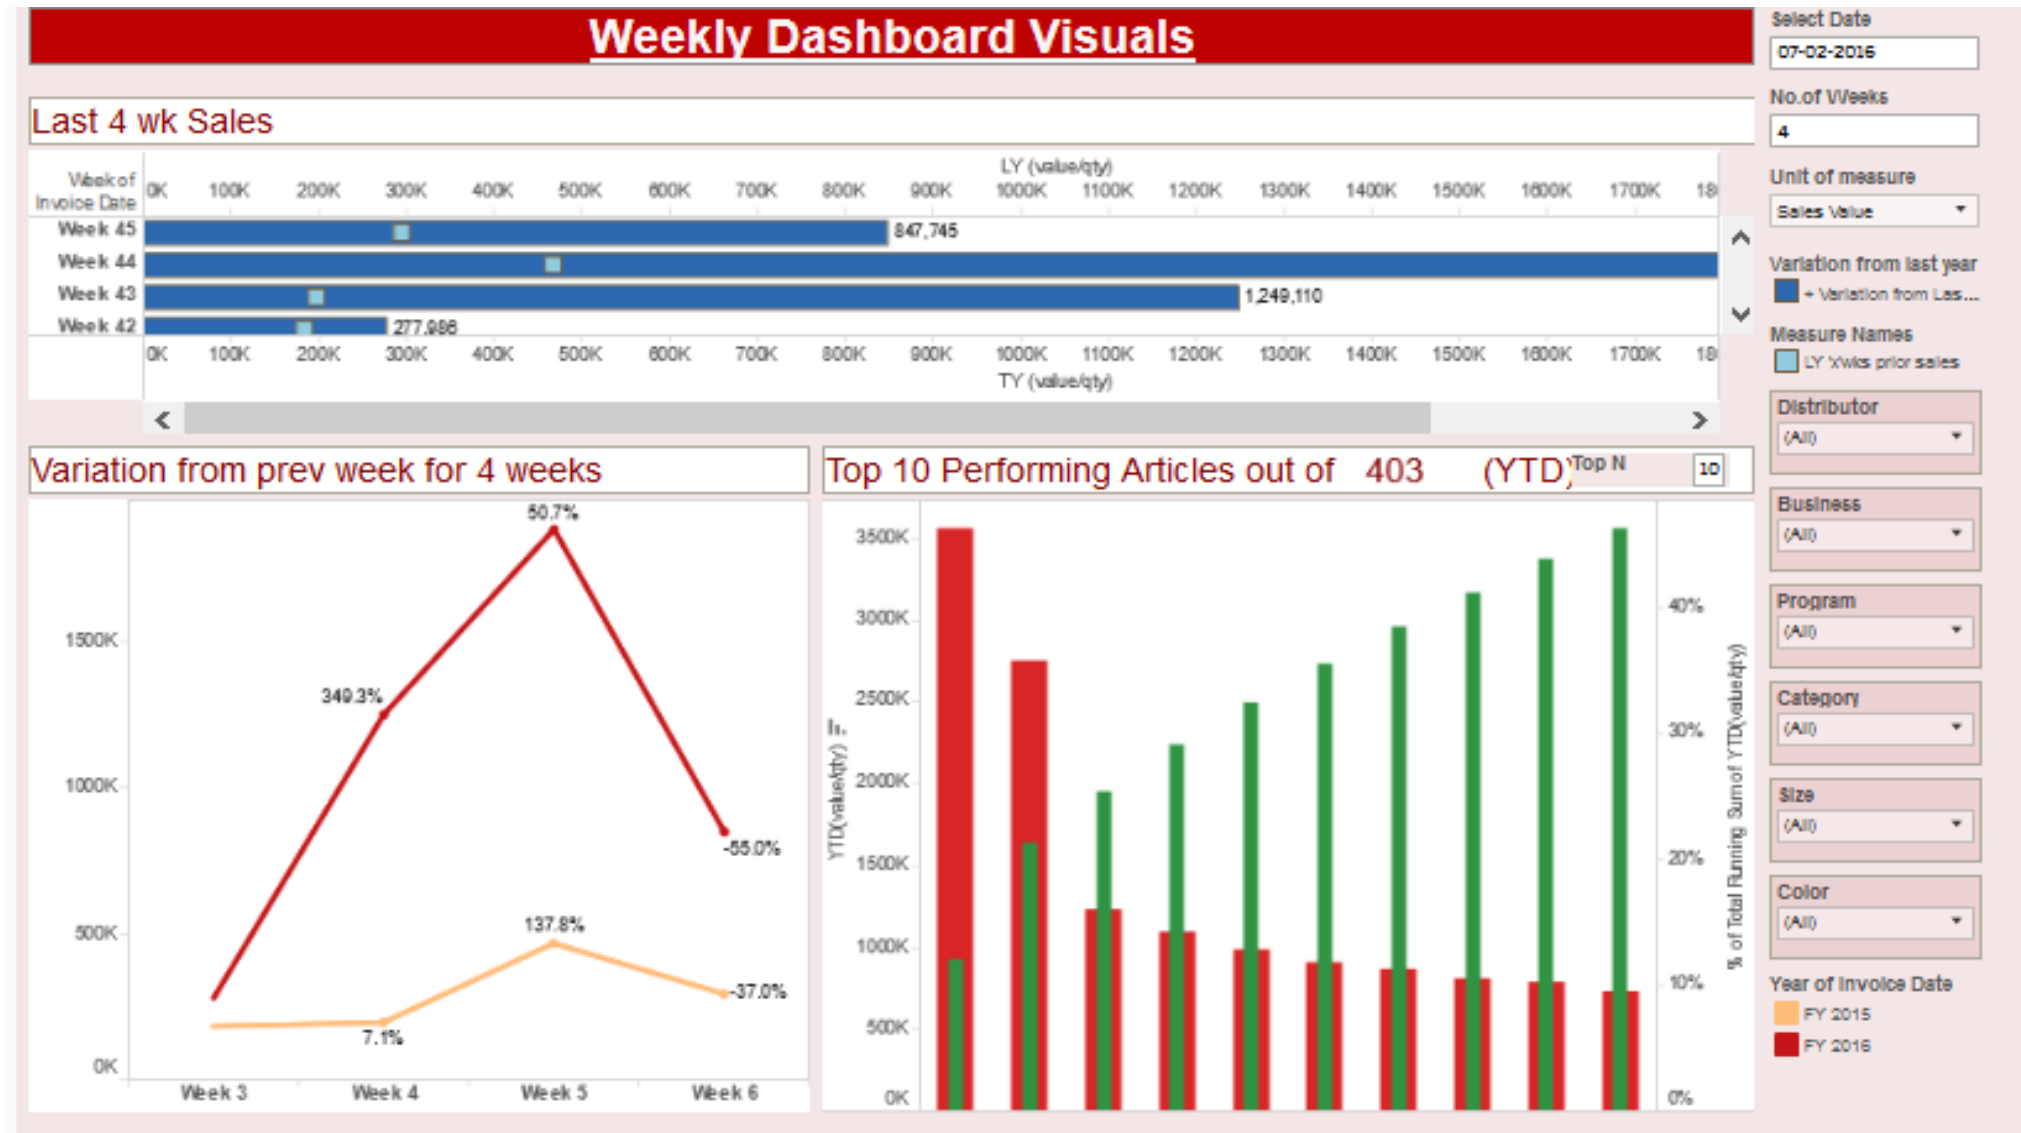 Weekly Dashboard Visuals
Select Date
07-02-2016
No.of Weeks
4
Unit of measure
Sales Value
Variation from last year
+ Variation from Las...
Measure Names
LY 'x'wks prior sales
Last 4 wk Sales
LY (value/qty)
Week of
Invoice Date
0K 100K 200K 300K 400K 500K 600K 700K 800K 900K 1000K 1100K 1200K 1300K 1400K 1500K 1600K 1700K 18
Week 45 847,745
Week 44
Week 43 1,249,110
Week 42 277,986
0K 100K 200K 300K 400K 500K 600K 700K 800K 900K 1000K 1100K 1200K 1300K 1400K 1500K 1600K 1700K 18
TY (value/qty)
Variation from prev week for 4 weeks
50.7%
1500K
349.3%
1000K
-55.0%
500K
137.8%
-37.0%
7.1%
0K
Week 3 Week 4 Week 5 Week 6
Top 10 Performing Articles out of 403 (YTD)
Top N
10
YTD(value/qty)
3500K
3000K
2500K
2000K
1500K
1000K
500K
0K
40%
30%
20%
10%
0%
% of Total Running Sum of YTD(value/qty)
Distributor
(All)
Business
(All)
Program
(All)
Category
(All)
Size
(All)
Color
(All)
Year of Invoice Date
FY 2015
FY 2016